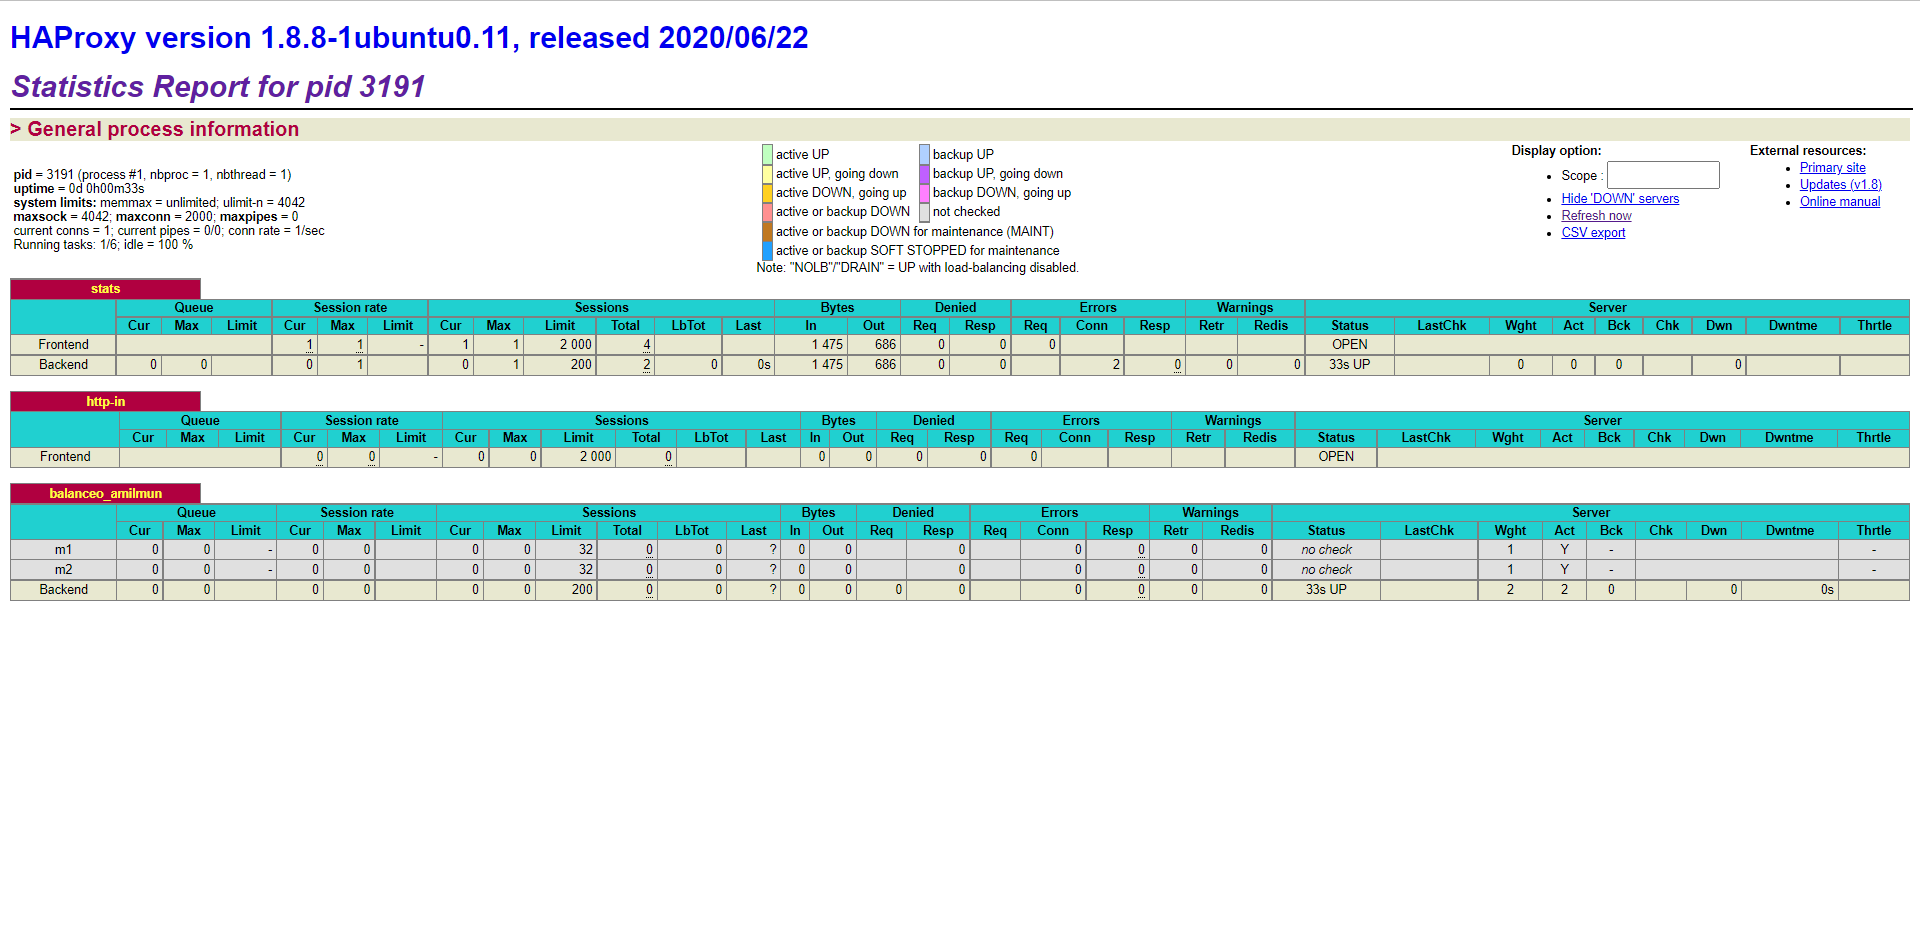 HAProxy version 1.8.8-1ubuntu0.11, released 2020/06/22
Statistics Report for pid 3191
> General process information
pid = 3191 (process #1, nbproc = 1, nbthread = 1)
uptime = 0d 0h00m33s
system limits: memmax = unlimited; ulimit-n = 4042
maxsock = 4042; maxconn = 2000; maxpipes = 0
current conns = 1; current pipes = 0/0; conn rate = 1/sec
Running tasks: 1/6; idle = 100 %
active UP backup UP
active UP, going down backup UP, going down
active DOWN, going up backup DOWN, going up
active or backup DOWN not checked
active or backup DOWN for maintenance (MAINT)
active or backup SOFT STOPPED for maintenance
Note: "NOLB"/"DRAIN" = UP with load-balancing disabled.
Display option:
• Scope :
• Hide 'DOWN' servers
• Refresh now
• CSV export
External resources:
• Primary site
• Updates (v1.8)
• Online manual
stats
Queue Session rate Sessions Bytes Denied Errors Warnings Server
Cur Max Limit Cur Max Limit Cur Max Limit Total LbTot Last In Out Req Resp Req Conn Resp Retr Redis Status LastChk Wght Act Bck Chk Dwn Dwntme Thrtle
Frontend 1 1 - 1 1 2 000 4 1 475 686 0 0 0 OPEN
Backend 0 0 0 1 0 1 200 2 0 0s 1 475 686 0 0 2 0 0 0 33s UP 0 0 0 0
http-in
Queue Session rate Sessions Bytes Denied Errors Warnings Server
Cur Max Limit Cur Max Limit Cur Max Limit Total LbTot Last In Out Req Resp Req Conn Resp Retr Redis Status LastChk Wght Act Bck Chk Dwn Dwntme Thrtle
Frontend 0 0 - 0 0 2 000 0 0 0 0 0 0 OPEN
balanceo_amilmun
Queue Session rate Sessions Bytes Denied Errors Warnings Server
Cur Max Limit Cur Max Limit Cur Max Limit Total LbTot Last In Out Req Resp Req Conn Resp Retr Redis Status LastChk Wght Act Bck Chk Dwn Dwntme Thrtle
m1 0 0 - 0 0 0 0 32 0 0 ? 0 0 0 0 0 0 0 no check 1 Y - -
m2 0 0 - 0 0 0 0 32 0 0 ? 0 0 0 0 0 0 0 no check 1 Y - -
Backend 0 0 0 0 0 0 200 0 0 ? 0 0 0 0 0 0 0 0 33s UP 2 2 0 0 0s